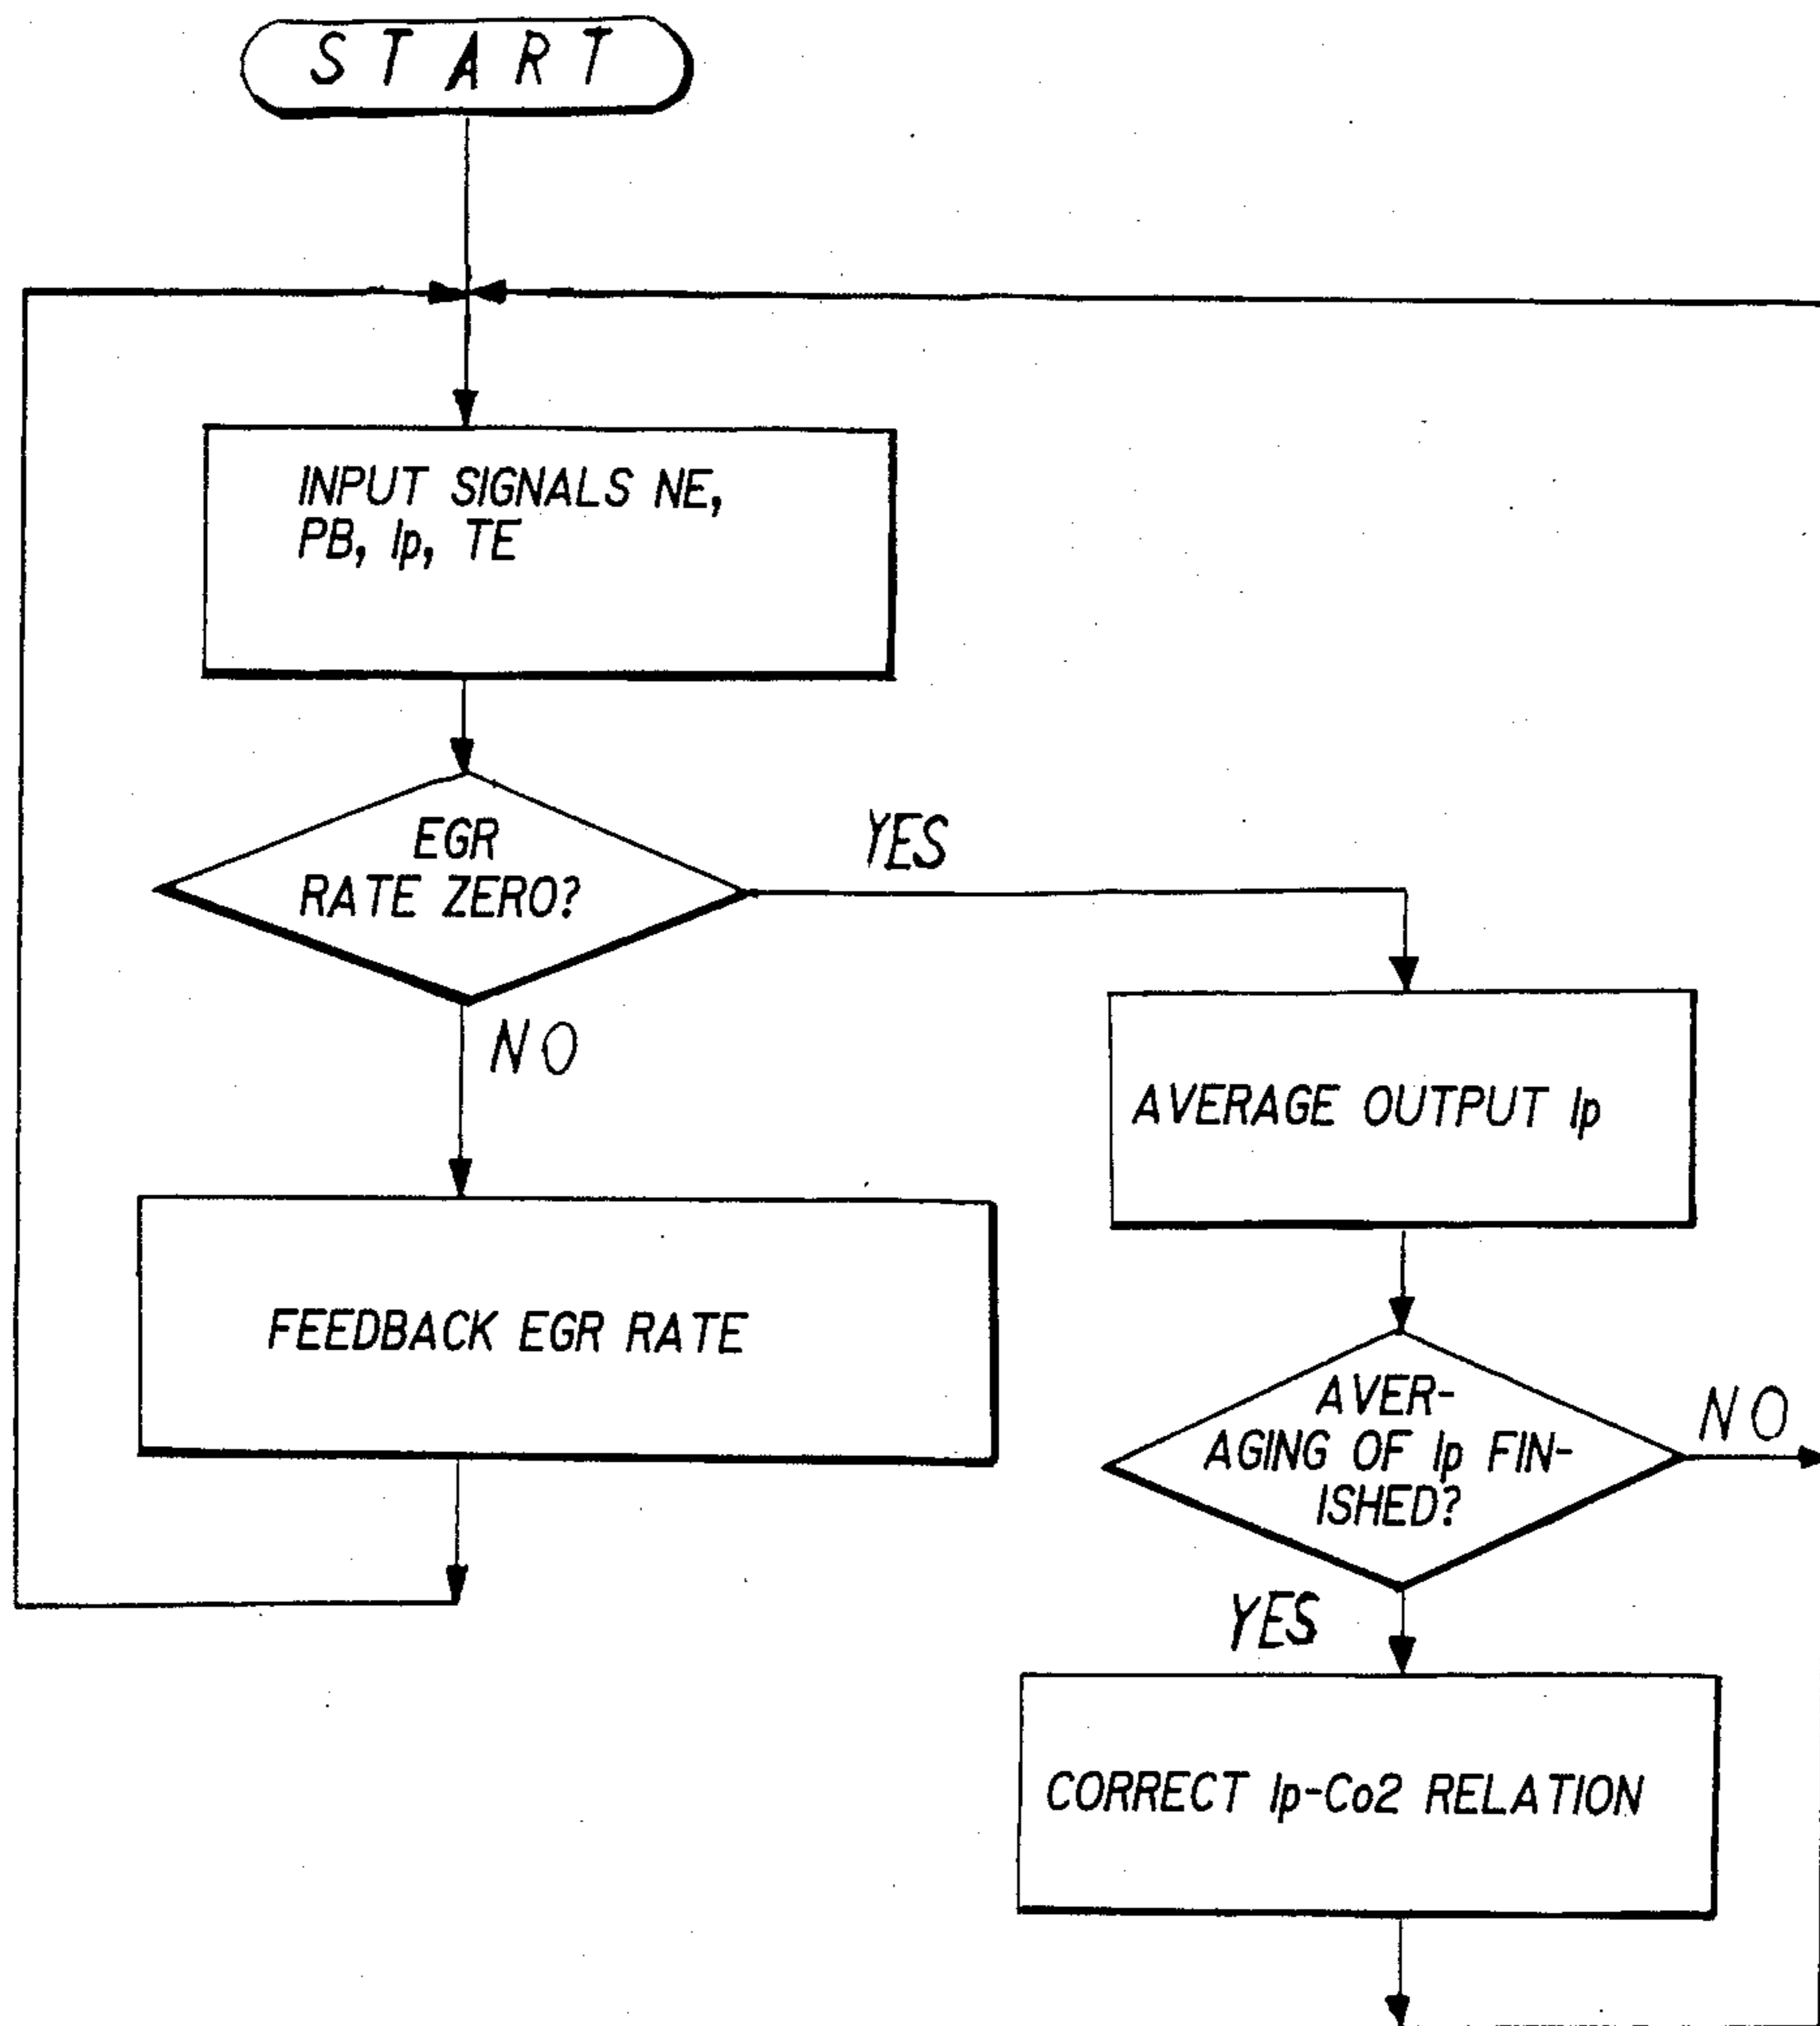 START
INPUT SIGNALS NE,
PB, Ip, TE
EGR
RATE ZERO?
YES
NO
FEEDBACK EGR RATE
AVERAGE OUTPUT Ip
AVER-
AGING OF Ip FIN-
ISHED?
NO
YES
CORRECT Ip-Co2 RELATION